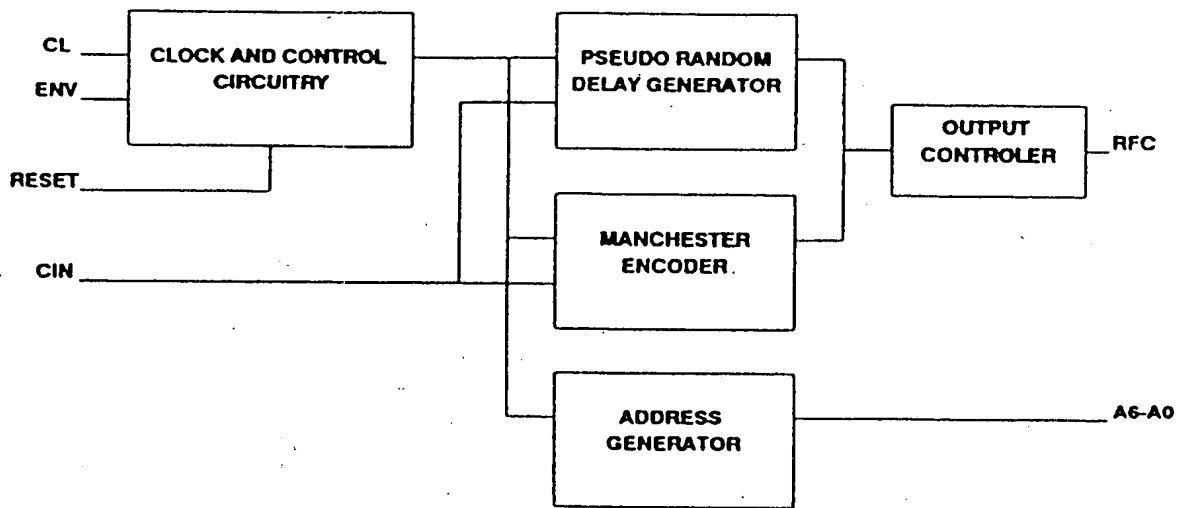 CL
ENV
RESET
CIN
CLOCK AND CONTROL
CIRCUITRY
PSEUDO RANDOM
DELAY GENERATOR
MANCHESTER
ENCODER
ADDRESS
GENERATOR
OUTPUT
CONTROLER
RFC
A6-A0